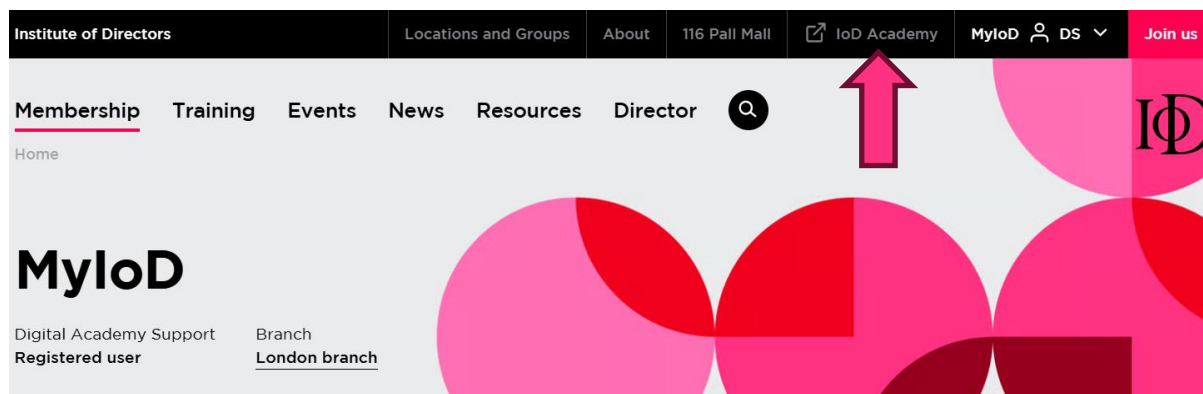 Institute of Directors Locations and Groups About 116 Pall Mall IoD Academy MyIoD DS Join us
Membership Training Events News Resources Director
IOD
Home
MyIoD
Digital Academy Support Branch
Registered user London branch